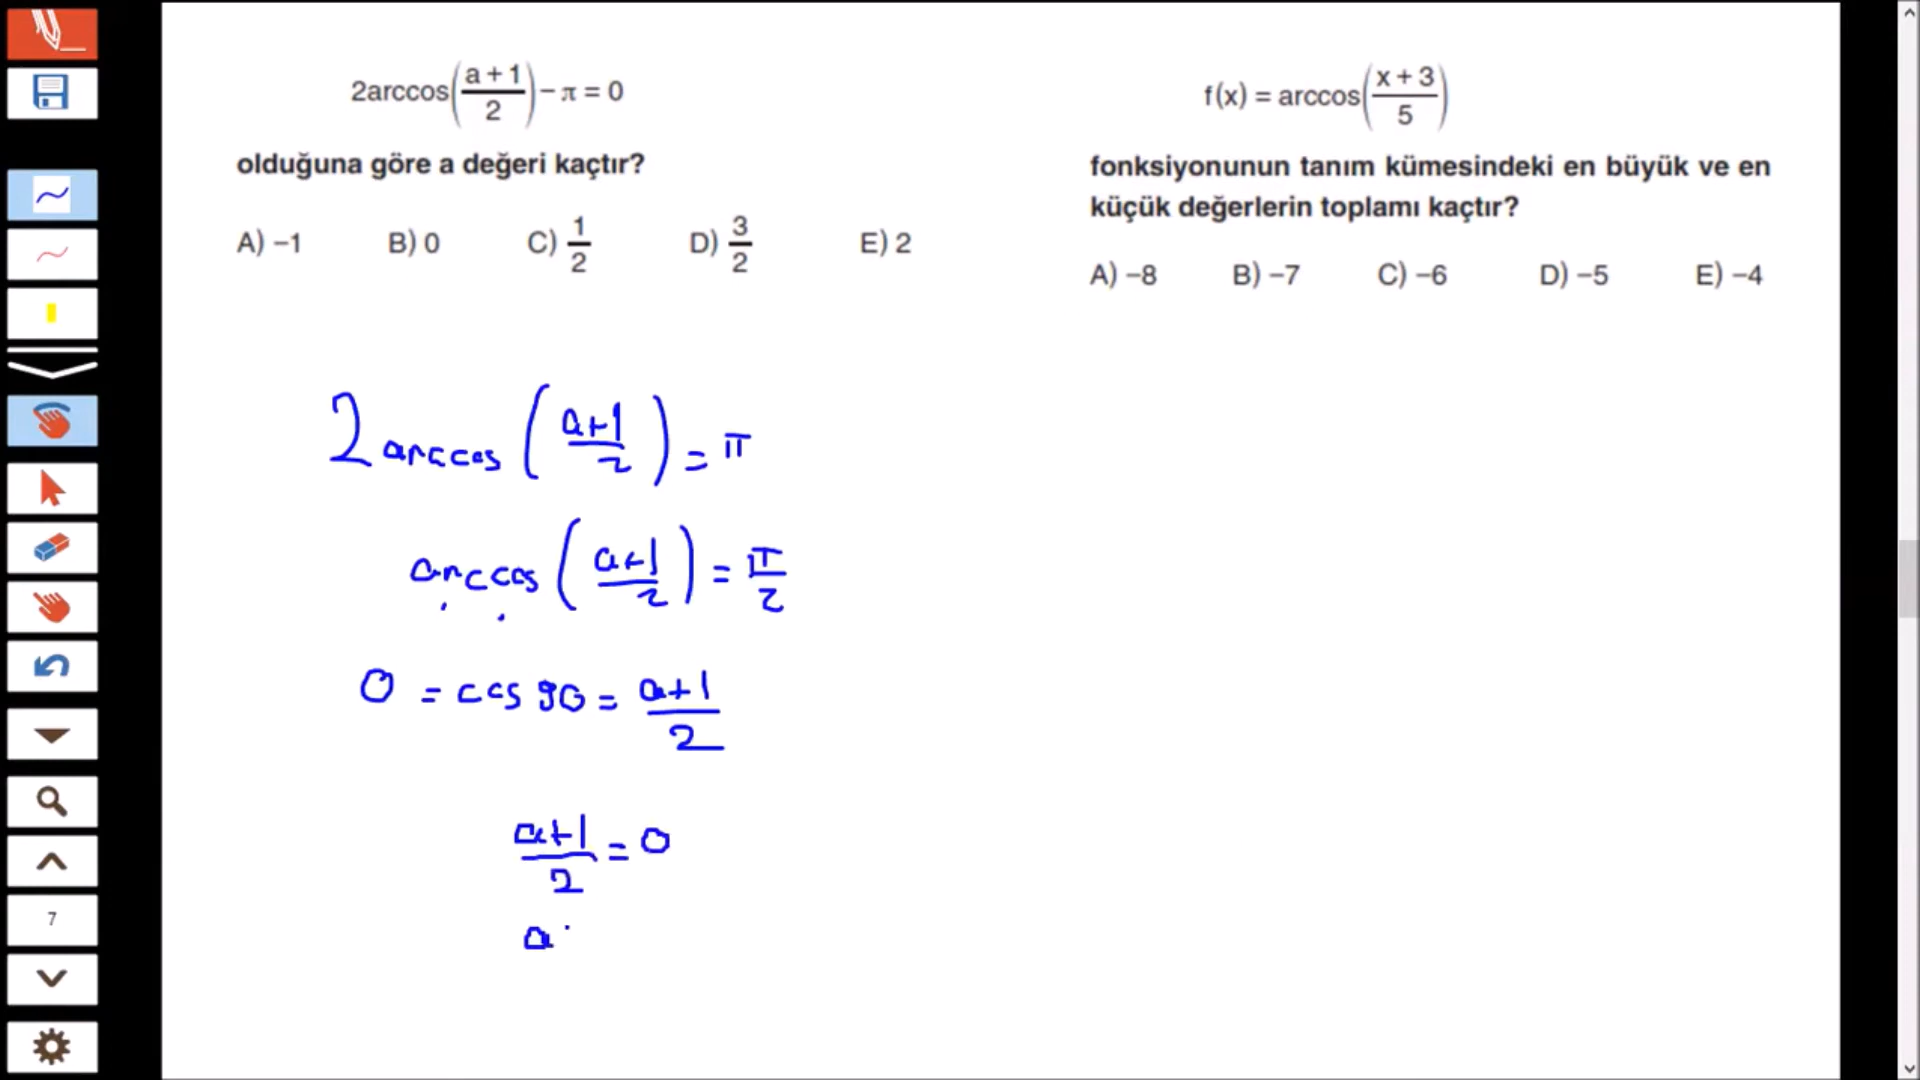 2arccos((a + 1)/2) − π = 0
olduğuna göre a değeri kaçtır?
A) −1 B) 0 C) 1/2 D) 3/2 E) 2
2 arccos ((a+1)/2) = π
arccos ((a+1)/2) = π/2
0 = cos 90 = (a+1)/2
(a+1)/2 = 0
a
f(x) = arccos((x + 3)/5)
fonksiyonunun tanım kümesindeki en büyük ve en
küçük değerlerin toplamı kaçtır?
A) −8 B) −7 C) −6 D) −5 E) −4
7